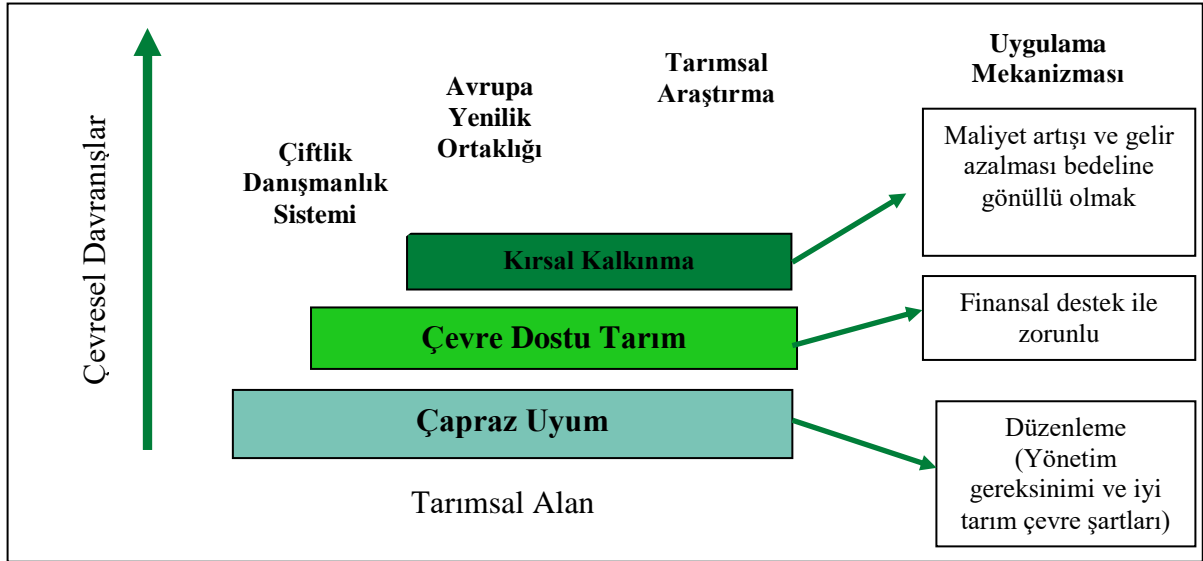 Çevresel Davranışlar
Çiftlik
Danışmanlık
Sistemi
Avrupa
Yenilik
Ortaklığı
Tarımsal
Araştırma
Kırsal Kalkınma
Çevre Dostu Tarım
Çapraz Uyum
Tarımsal Alan
Uygulama
Mekanizması
Maliyet artışı ve gelir
azalması bedeline
gönüllü olmak
Finansal destek ile
zorunlu
Düzenleme
(Yönetim
gereksinimi ve iyi
tarım çevre şartları)